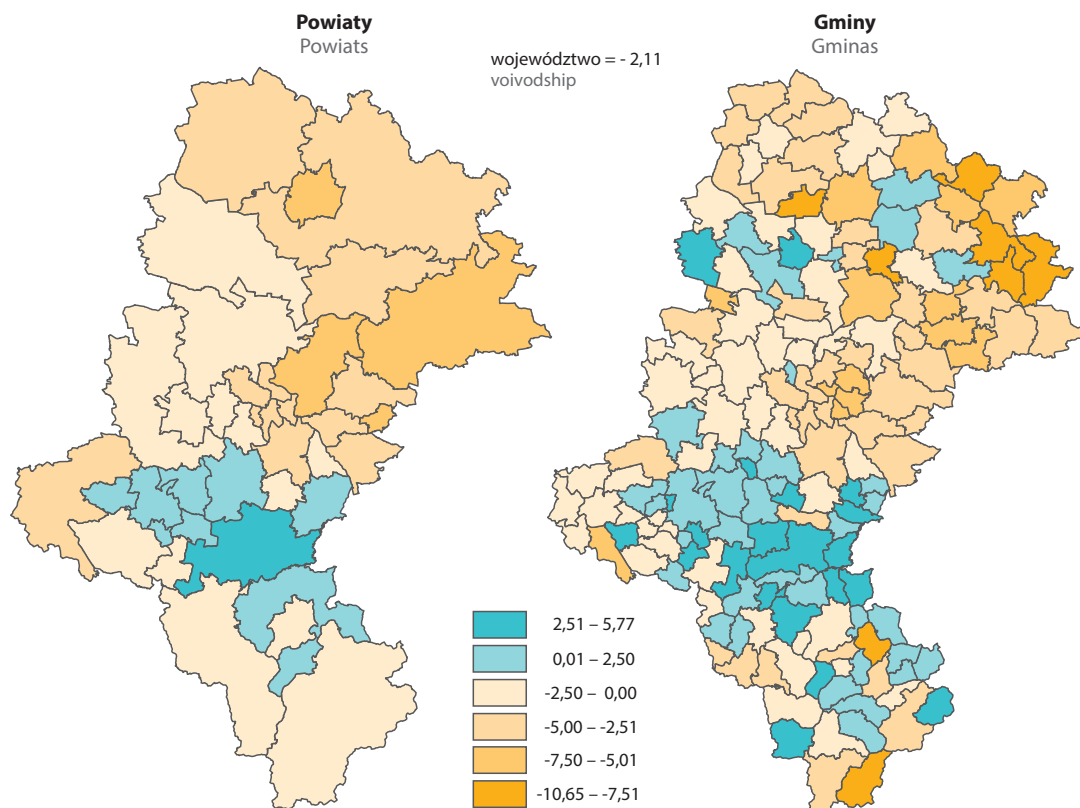 Powiaty
Powiats
Gminy
Gminas
województwo = - 2,11
voivodship
2,51 – 5,77
0,01 – 2,50
-2,50 – 0,00
-5,00 – -2,51
-7,50 – -5,01
-10,65 – -7,51